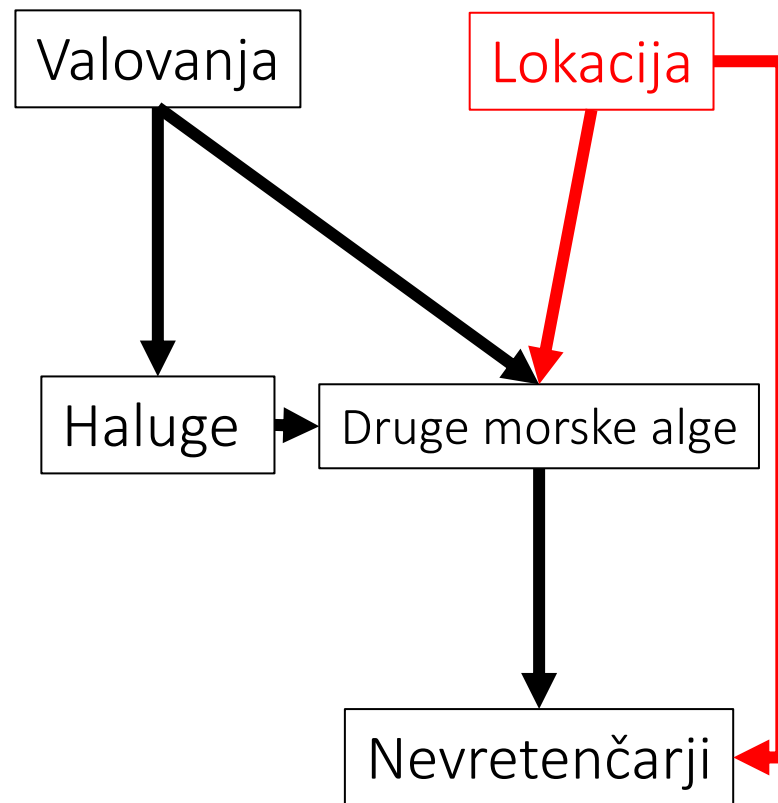 Valovanja
Lokacija
Haluge
Druge morske alge
Nevretenčarji